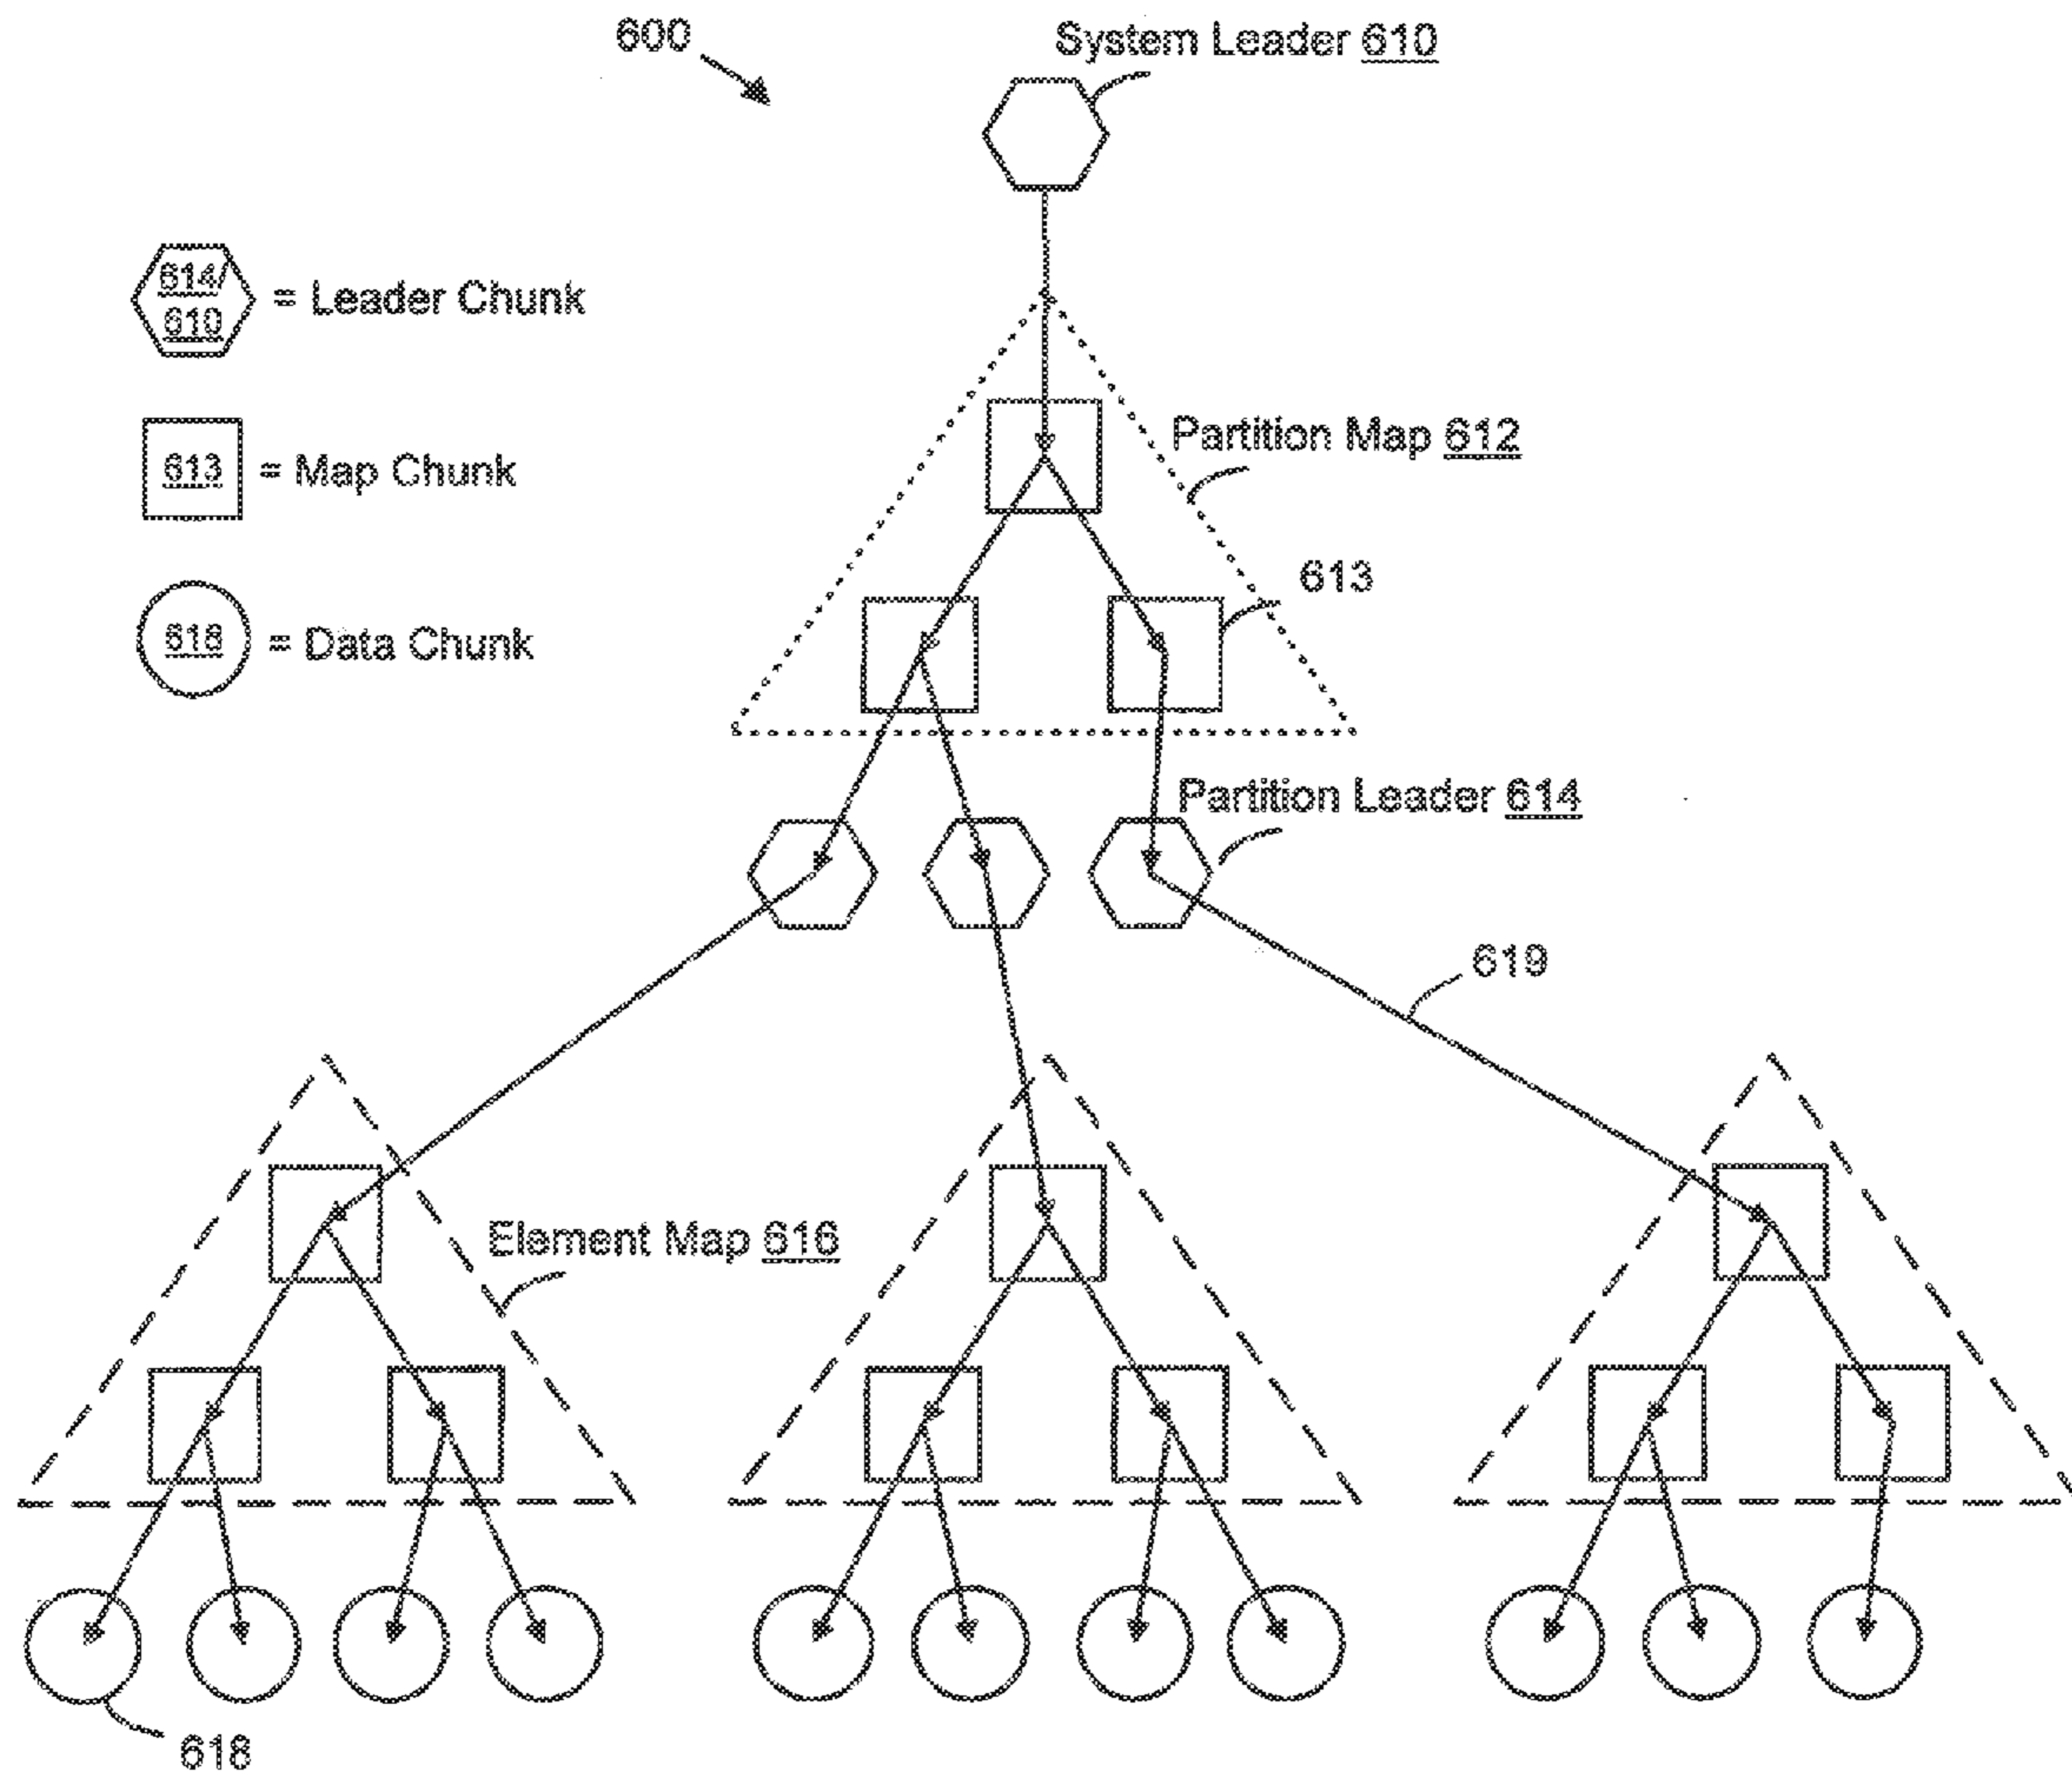 600
System Leader 610
614/
610
= Leader Chunk
Partition Map 612
613
= Map Chunk
613
618
= Data Chunk
Partition Leader 614
619
Element Map 616
618